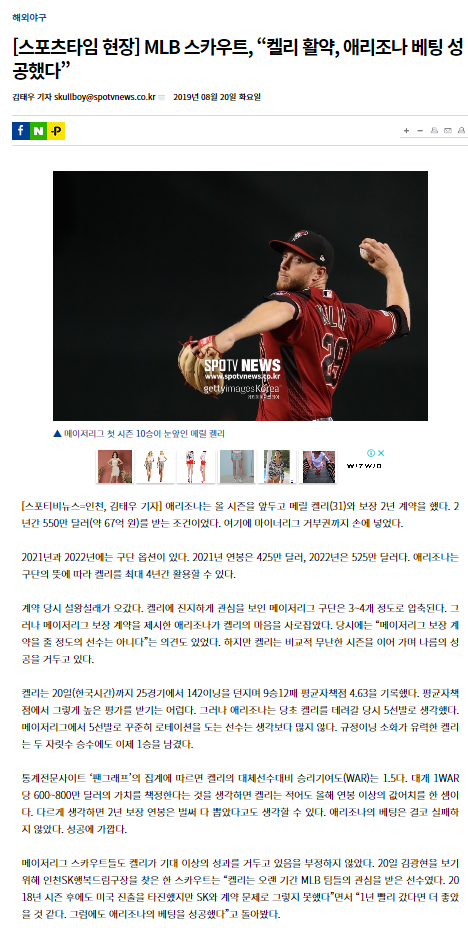 해외야구
[스포츠타임 현장] MLB 스카우트, “켈리 활약, 애리조나 베팅 성
공했다”
김태우 기자 skullboy@spotvnews.co.kr 2019년 08월 20일 화요일
f N P
KELLY
29
SPOTV NEWS
www.spotvnews.co.kr
gettyimagesKorea
게티이미지코리아
▲ 메이저리그 첫 시즌 10승이 눈앞인 메릴 켈리
WIZWID
[스포티비뉴스=인천, 김태우 기자] 애리조나는 올 시즌을 앞두고 메릴 켈리(31)와 보장 2년 계약을 했다. 2
년간 550만 달러(약 67억 원)를 받는 조건이었다. 여기에 마이너리그 거부권까지 손에 넣었다.
2021년과 2022년에는 구단 옵션이 있다. 2021년 연봉은 425만 달러, 2022년은 525만 달러다. 애리조나는
구단의 뜻에 따라 켈리를 최대 4년간 활용할 수 있다.
계약 당시 설왕설래가 오갔다. 켈리에 진지하게 관심을 보인 메이저리그 구단은 3~4개 정도로 압축된다. 그
러나 메이저리그 보장 계약을 제시한 애리조나가 켈리의 마음을 사로잡았다. 당시에는 “메이저리그 보장 계
약을 줄 정도의 선수는 아니다”는 의견도 있었다. 하지만 켈리는 비교적 무난한 시즌을 이어 가며 나름의 성
공을 거두고 있다.
켈리는 20일(한국시간)까지 25경기에서 142이닝을 던지며 9승12패 평균자책점 4.63을 기록했다. 평균자책
점에서 그렇게 높은 평가를 받기는 어렵다. 그러나 애리조나는 당초 켈리를 데려갈 당시 5선발로 생각했다.
메이저리그에서 5선발로 꾸준히 로테이션을 도는 선수는 생각보다 많지 않다. 규정이닝 소화가 유력한 켈리
는 두 자릿수 승수에도 이제 1승을 남겼다.
통계전문사이트 ‘팬그래프’의 집계에 따르면 켈리의 대체선수대비 승리기여도(WAR)는 1.5다. 대개 1WAR
당 600~800만 달러의 가치를 책정한다는 것을 생각하면 켈리는 적어도 올해 연봉 이상의 값어치를 한 셈이
다. 다르게 생각하면 2년 보장 연봉은 벌써 다 뽑았다고도 생각할 수 있다. 애리조나의 베팅은 결코 실패하
지 않았다. 성공에 가깝다.
메이저리그 스카우트들도 켈리가 기대 이상의 성과를 거두고 있음을 부정하지 않았다. 20일 김광현을 보기
위해 인천SK행복드림구장을 찾은 한 스카우트는 “켈리는 오랜 기간 MLB 팀들의 관심을 받은 선수였다. 20
18년 시즌 후에도 미국 진출을 타진했지만 SK와 계약 문제로 그렇지 못했다”면서 “1년 빨리 갔다면 더 좋았
을 것 같다. 그럼에도 애리조나의 베팅을 성공했다”고 돌아봤다.